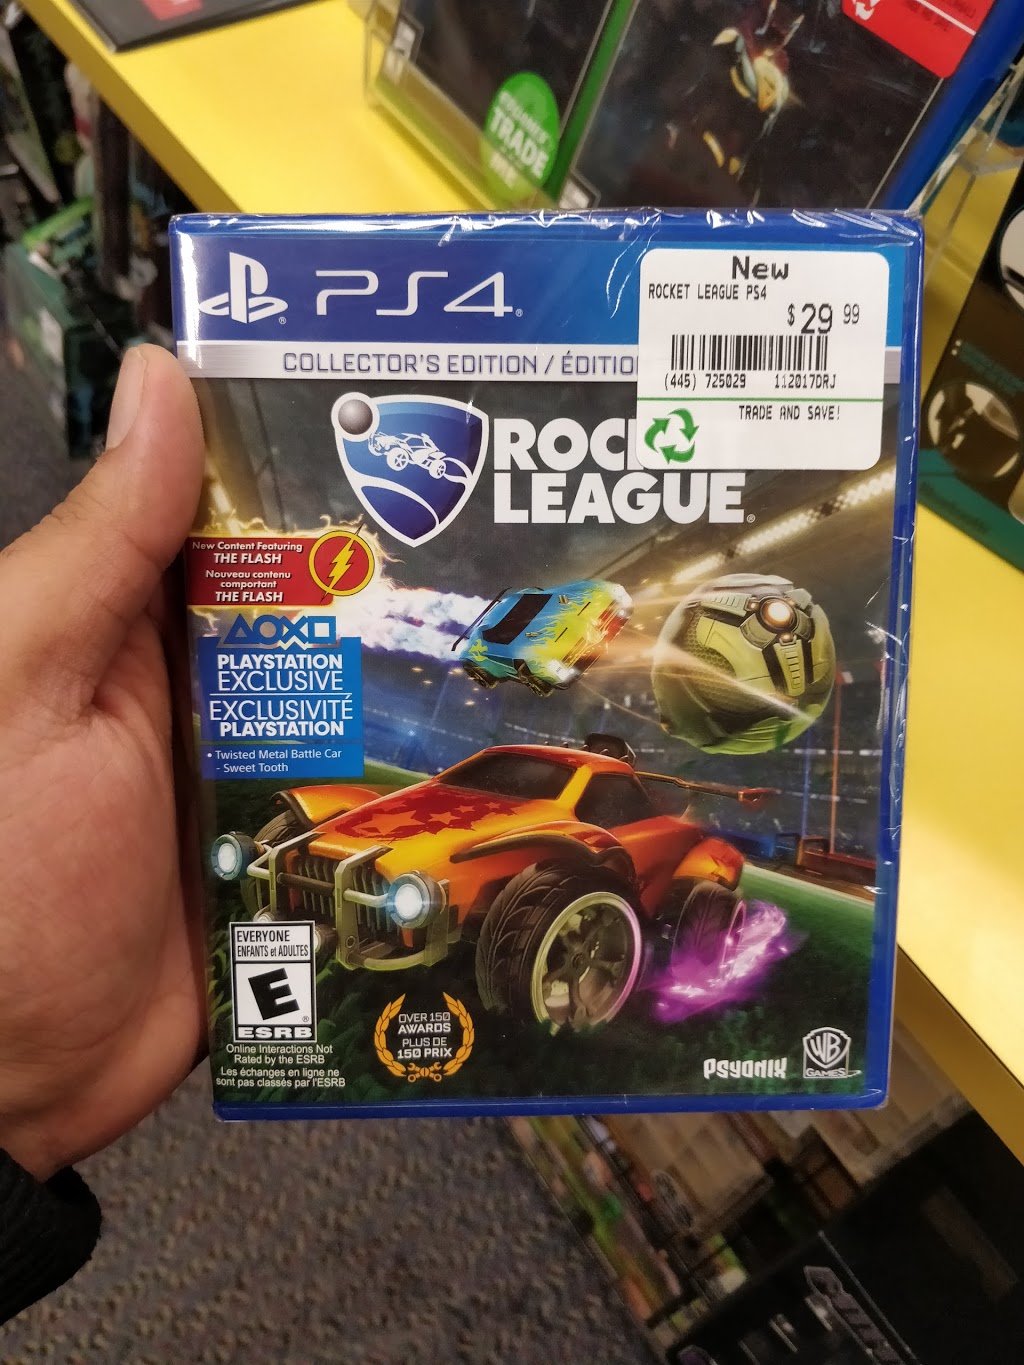 TRADE
PS4
New
ROCKET LEAGUE PS4
$29 99
(445) 725029 112017DRJ
TRADE AND SAVE!
COLLECTOR'S EDITION / ÉDITIO
ROC
LEAGUE
New Content Featuring
THE FLASH
Nouveau contenu
comportant
THE FLASH
PLAYSTATION
EXCLUSIVE
EXCLUSIVITÉ
PLAYSTATION
• Twisted Metal Battle Car
- Sweet Tooth
EVERYONE
ENFANTS et ADULTES
E
ESRB
Online Interactions Not
Rated by the ESRB
Les échanges en ligne ne
sont pas classés par l'ESRB
OVER 150
AWARDS
PLUS DE
150 PRIX
PSYONIX
WB
GAMES